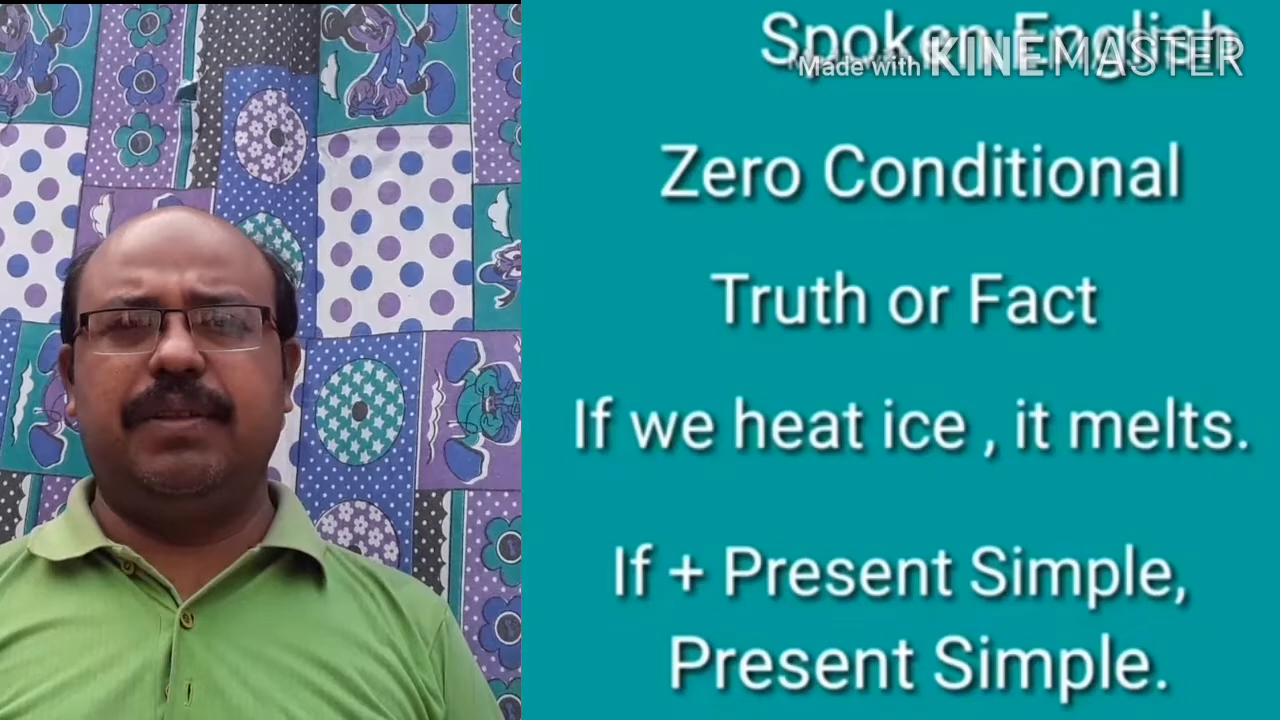 Spoken English
Made with KINEMASTER
Zero Conditional
Truth or Fact
If we heat ice , it melts.
If + Present Simple,
Present Simple.